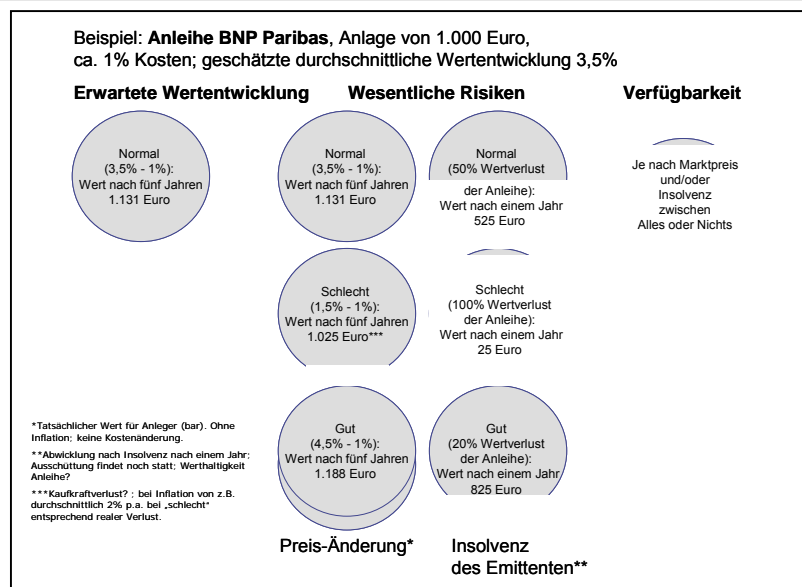 Beispiel: Anleihe BNP Paribas, Anlage von 1.000 Euro,
ca. 1% Kosten; geschätzte durchschnittliche Wertentwicklung 3,5%
Erwartete Wertentwicklung
Wesentliche Risiken
Verfügbarkeit
Normal
(3,5% - 1%):
Wert nach fünf Jahren
1.131 Euro
Normal
(3,5% - 1%):
Wert nach fünf Jahren
1.131 Euro
Normal
(50% Wertverlust
der Anleihe):
Wert nach einem Jahr
525 Euro
Je nach Marktpreis
und/oder
Insolvenz
zwischen
Alles oder Nichts
Schlecht
(1,5% - 1%):
Wert nach fünf Jahren
1.025 Euro***
Schlecht
(100% Wertverlust
der Anleihe):
Wert nach einem Jahr
25 Euro
Gut
(4,5% - 1%):
Wert nach fünf Jahren
1.188 Euro
Gut
(20% Wertverlust
der Anleihe):
Wert nach einem Jahr
825 Euro
*Tatsächlicher Wert für Anleger (bar). Ohne
Inflation; keine Kostenänderung.
**Abwicklung nach Insolvenz nach einem Jahr;
Ausschüttung findet noch statt; Werthaltigkeit
Anleihe?
***Kaufkraftverlust? ; bei Inflation von z.B.
durchschnittlich 2% p.a. bei „schlecht“
entsprechend realer Verlust.
Preis-Änderung*
Insolvenz
des Emittenten**